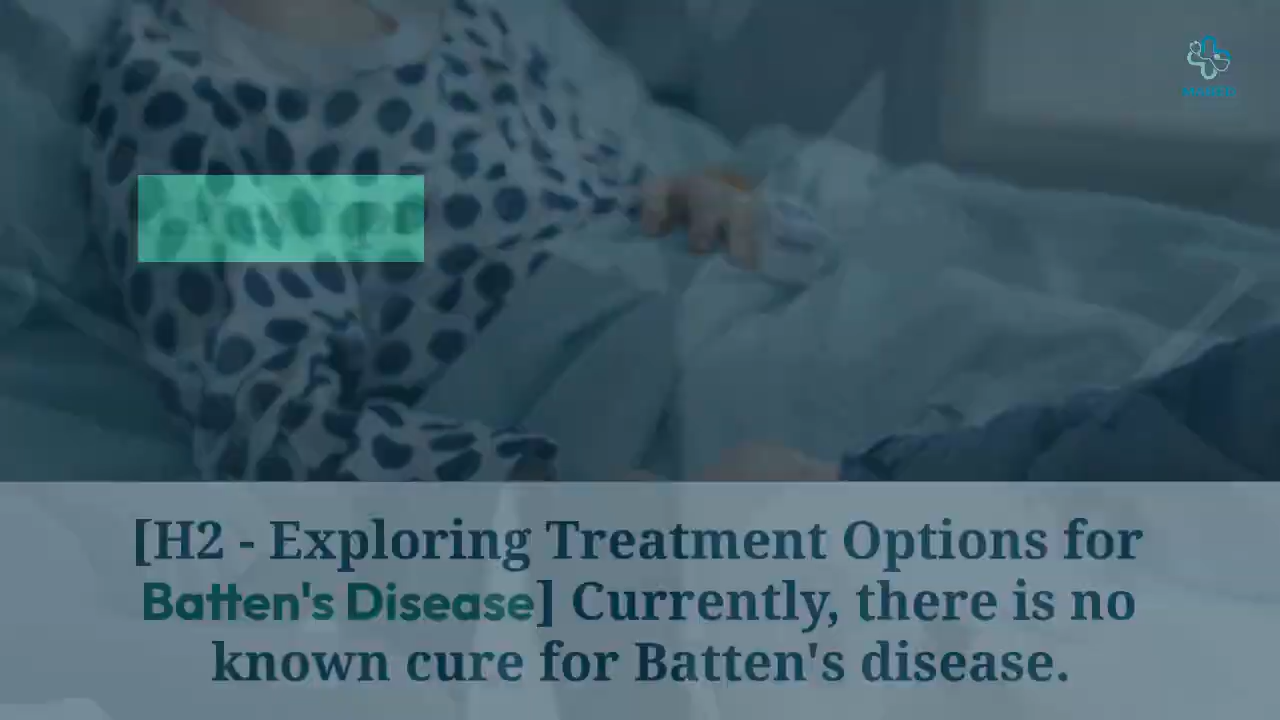 [H2 - Exploring Treatment Options for
Batten's Disease] Currently, there is no
known cure for Batten's disease.